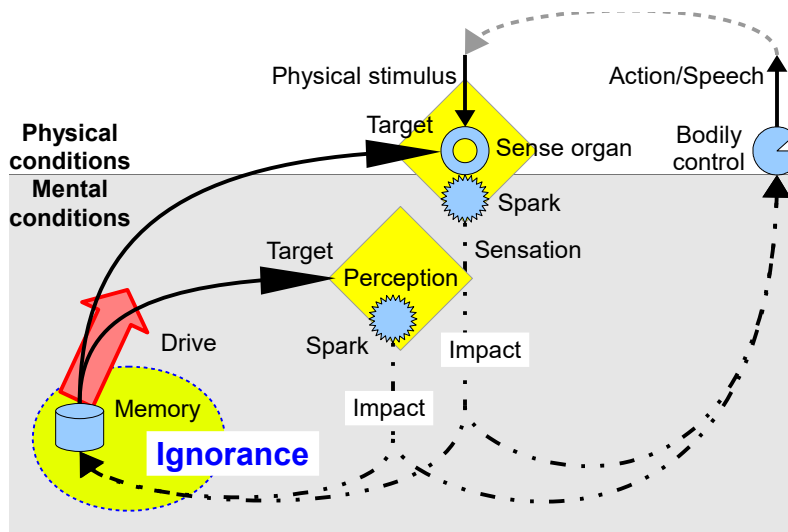 Physical stimulus
Action/Speech
Target
Physical
conditions
Sense organ
Bodily
control
Mental
conditions
Spark
Target
Sensation
Perception
Drive
Spark
Impact
Memory
Impact
Ignorance